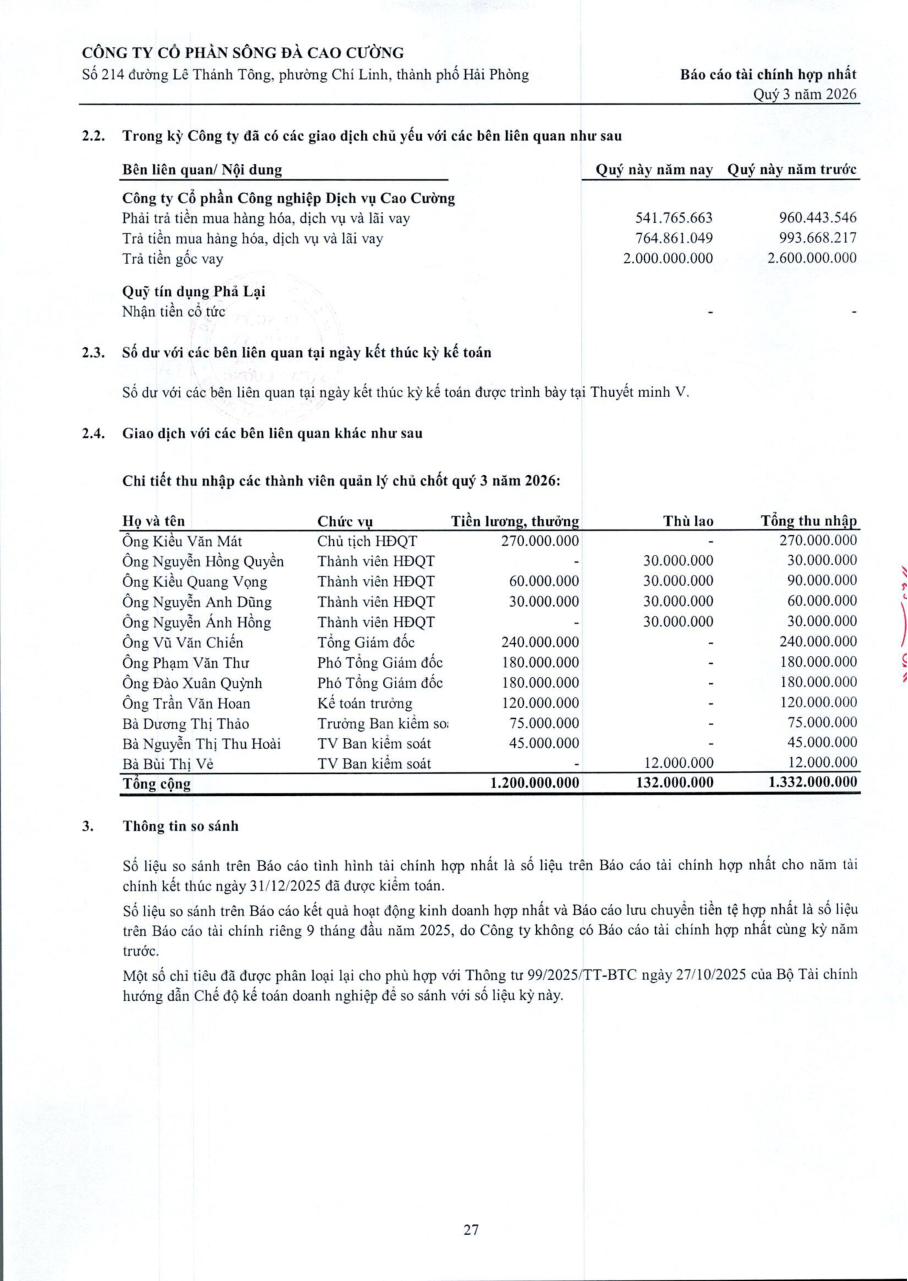 CÔNG TY CỔ PHẦN SÔNG ĐÀ CAO CƯỜNG
Số 214 đường Lê Thánh Tông, phường Chí Linh, thành phố Hải Phòng Báo cáo tài chính hợp nhất
Quý 3 năm 2026
2.2. Trong kỳ Công ty đã có các giao dịch chủ yếu với các bên liên quan như sau
Bên liên quan/ Nội dung Quý này năm nay Quý này năm trước
Công ty Cổ phần Công nghiệp Dịch vụ Cao Cường
Phải trả tiền mua hàng hóa, dịch vụ và lãi vay 541.765.663 960.443.546
Trả tiền mua hàng hóa, dịch vụ và lãi vay 764.861.049 993.668.217
Trả tiền gốc vay 2.000.000.000 2.600.000.000
Quỹ tín dụng Phả Lại
Nhận tiền cổ tức - -
2.3. Số dư với các bên liên quan tại ngày kết thúc kỳ kế toán
Số dư với các bên liên quan tại ngày kết thúc kỳ kế toán được trình bày tại Thuyết minh V.
2.4. Giao dịch với các bên liên quan khác như sau
Chi tiết thu nhập các thành viên quản lý chủ chốt quý 3 năm 2026:
Họ và tên Chức vụ Tiền lương, thưởng Thù lao Tổng thu nhập
Ông Kiều Văn Mát Chủ tịch HĐQT 270.000.000 - 270.000.000
Ông Nguyễn Hồng Quyền Thành viên HĐQT - 30.000.000 30.000.000
Ông Kiều Quang Vọng Thành viên HĐQT 60.000.000 30.000.000 90.000.000
Ông Nguyễn Anh Dũng Thành viên HĐQT 30.000.000 30.000.000 60.000.000
Ông Nguyễn Ánh Hồng Thành viên HĐQT - 30.000.000 30.000.000
Ông Vũ Văn Chiến Tổng Giám đốc 240.000.000 - 240.000.000
Ông Phạm Văn Thư Phó Tổng Giám đốc 180.000.000 - 180.000.000
Ông Đào Xuân Quỳnh Phó Tổng Giám đốc 180.000.000 - 180.000.000
Ông Trần Văn Hoan Kế toán trưởng 120.000.000 - 120.000.000
Bà Dương Thị Thảo Trưởng Ban kiểm soá 75.000.000 - 75.000.000
Bà Nguyễn Thị Thu Hoài TV Ban kiểm soát 45.000.000 - 45.000.000
Bà Bùi Thị Vẻ TV Ban kiểm soát - 12.000.000 12.000.000
Tổng cộng 1.200.000.000 132.000.000 1.332.000.000
3. Thông tin so sánh
Số liệu so sánh trên Báo cáo tình hình tài chính hợp nhất là số liệu trên Báo cáo tài chính hợp nhất cho năm tài
chính kết thúc ngày 31/12/2025 đã được kiểm toán.
Số liệu so sánh trên Báo cáo kết quả hoạt động kinh doanh hợp nhất và Báo cáo lưu chuyển tiền tệ hợp nhất là số liệu
trên Báo cáo tài chính riêng 9 tháng đầu năm 2025, do Công ty không có Báo cáo tài chính hợp nhất cùng kỳ năm
trước.
Một số chỉ tiêu đã được phân loại lại cho phù hợp với Thông tư 99/2025/TT-BTC ngày 27/10/2025 của Bộ Tài chính
hướng dẫn Chế độ kế toán doanh nghiệp để so sánh với số liệu kỳ này.
27